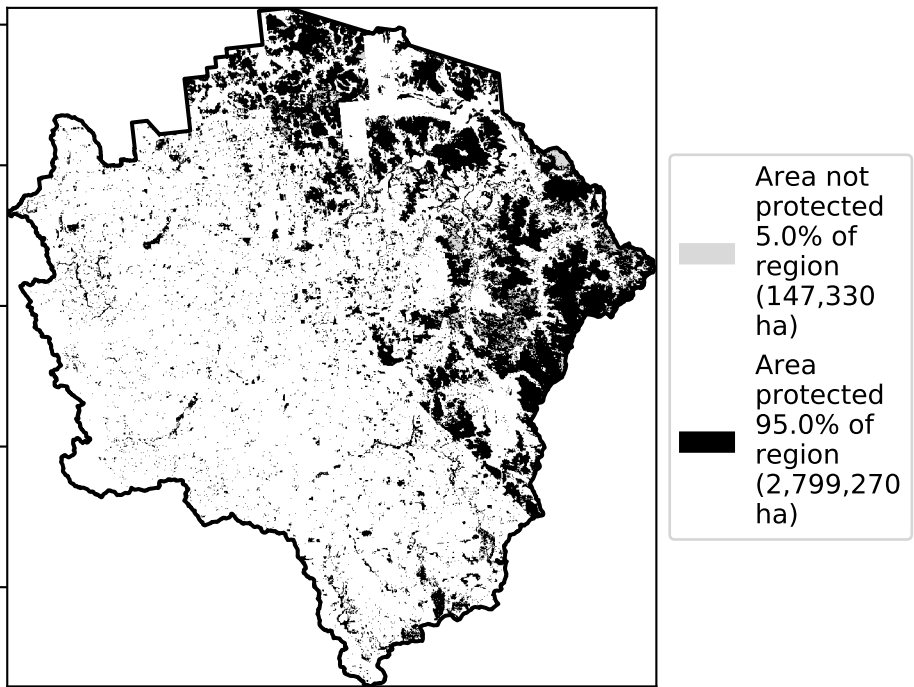 Area not
protected
5.0% of
region
(147,330
ha)
Area
protected
95.0% of
region
(2,799,270
ha)